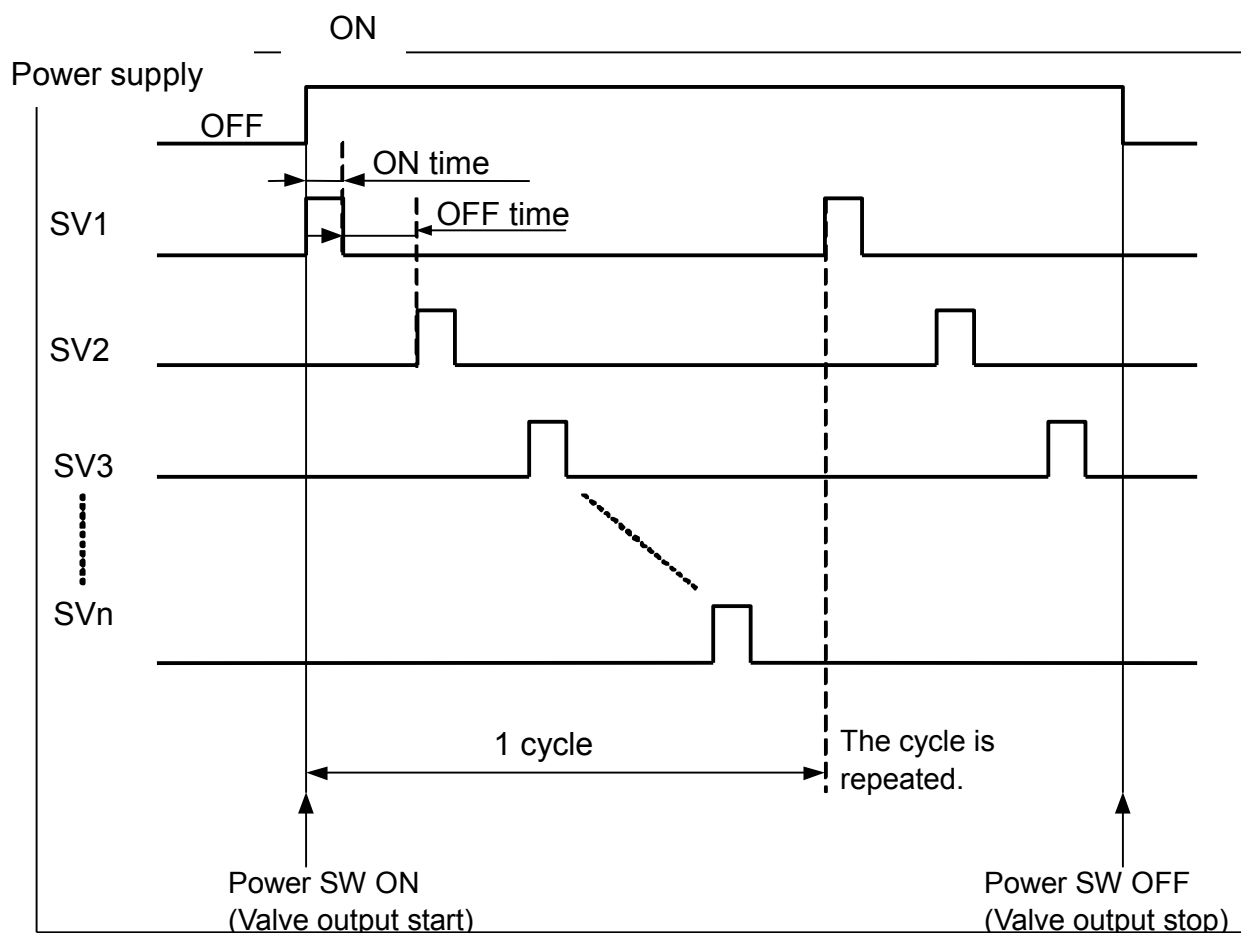 ON
Power supply
OFF
ON time
SV1
OFF time
SV2
SV3
SVn
1 cycle
The cycle is
repeated.
Power SW ON
(Valve output start)
Power SW OFF
(Valve output stop)